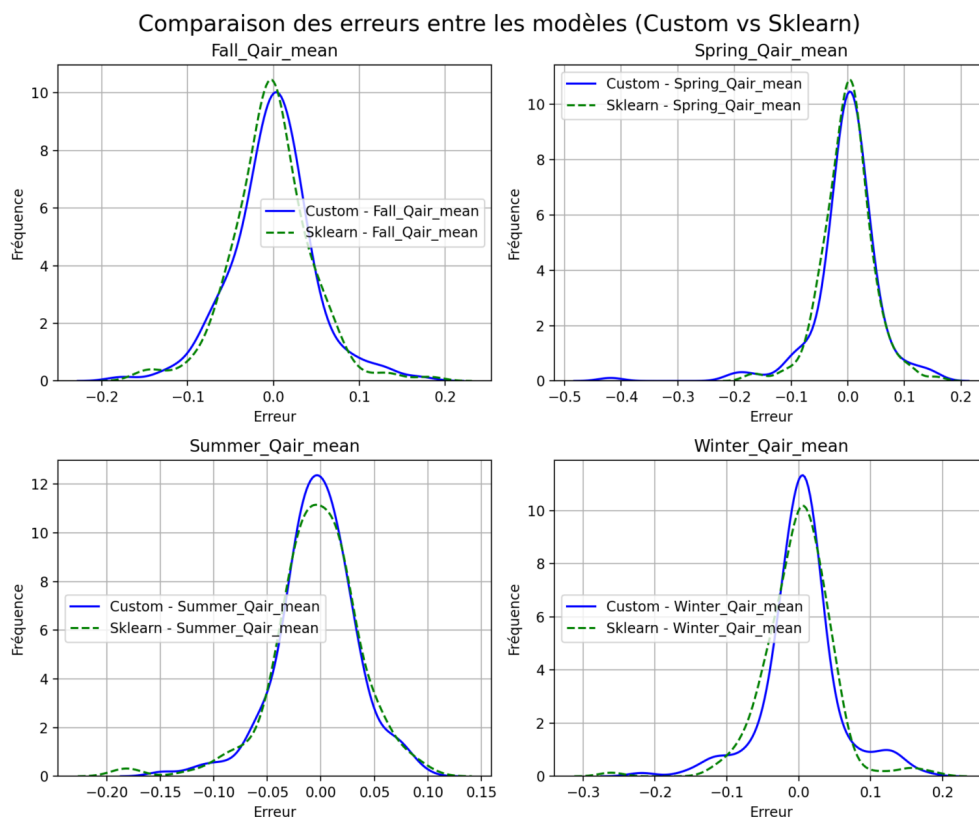 Comparaison des erreurs entre les modèles (Custom vs Sklearn)
Fall_Qair_mean
Fréquence
10
8
6
4
2
0
Custom - Fall_Qair_mean
Sklearn - Fall_Qair_mean
−0.2
−0.1
0.0
0.1
0.2
Erreur
Spring_Qair_mean
Fréquence
10
8
6
4
2
0
Custom - Spring_Qair_mean
Sklearn - Spring_Qair_mean
−0.5
−0.4
−0.3
−0.2
−0.1
0.0
0.1
0.2
Erreur
Summer_Qair_mean
Fréquence
12
10
8
6
4
2
0
Custom - Summer_Qair_mean
Sklearn - Summer_Qair_mean
−0.20
−0.15
−0.10
−0.05
0.00
0.05
0.10
0.15
Erreur
Winter_Qair_mean
Fréquence
10
8
6
4
2
0
Custom - Winter_Qair_mean
Sklearn - Winter_Qair_mean
−0.3
−0.2
−0.1
0.0
0.1
0.2
Erreur